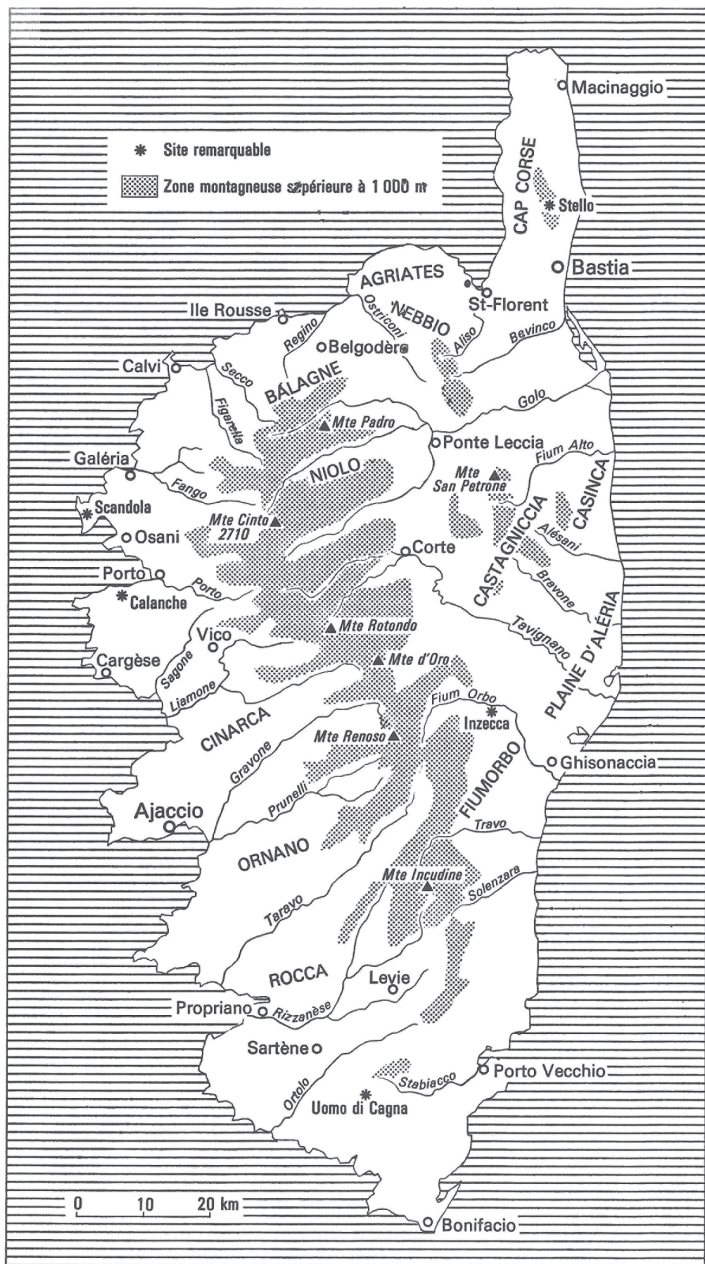 Macinaggio
Site remarquable
Zone montagneuse supérieure à 1 000 m
CAP CORSE
Stello
Bastia
AGRIATES
St-Florent
NEBBIO
Ile Rousse
Ostriconi
Regino
Aliso
Bevinco
Belgodère
Calvi
Secco
BALAGNE
Figarella
Golo
Mte Padro
Ponte Leccia
Fium Alto
Galéria
NIOLO
Mte
San Petrone
Fango
CASINCA
Scandola
Mte Cinto
2710
CASTAGNICCIA
Alésani
Osani
Corte
Bravone
Porto
Porto
Calanche
Tavignano
Mte Rotondo
Vico
PLAINE D'ALÉRIA
Cargèse
Sagone
Mte d'Oro
Liamone
Fium Orbo
Inzecca
CINARCA
Mte Renoso
Gravone
FIUMORBO
Ghisonaccia
Prunelli
Ajaccio
Travo
ORNANO
Mte Incudine
Solenzara
Taravo
ROCCA
Levie
Propriano
Rizzanèse
Sartène
Porto Vecchio
Stabiacco
Ortolo
Uomo di Cagna
0 10 20 km
Bonifacio